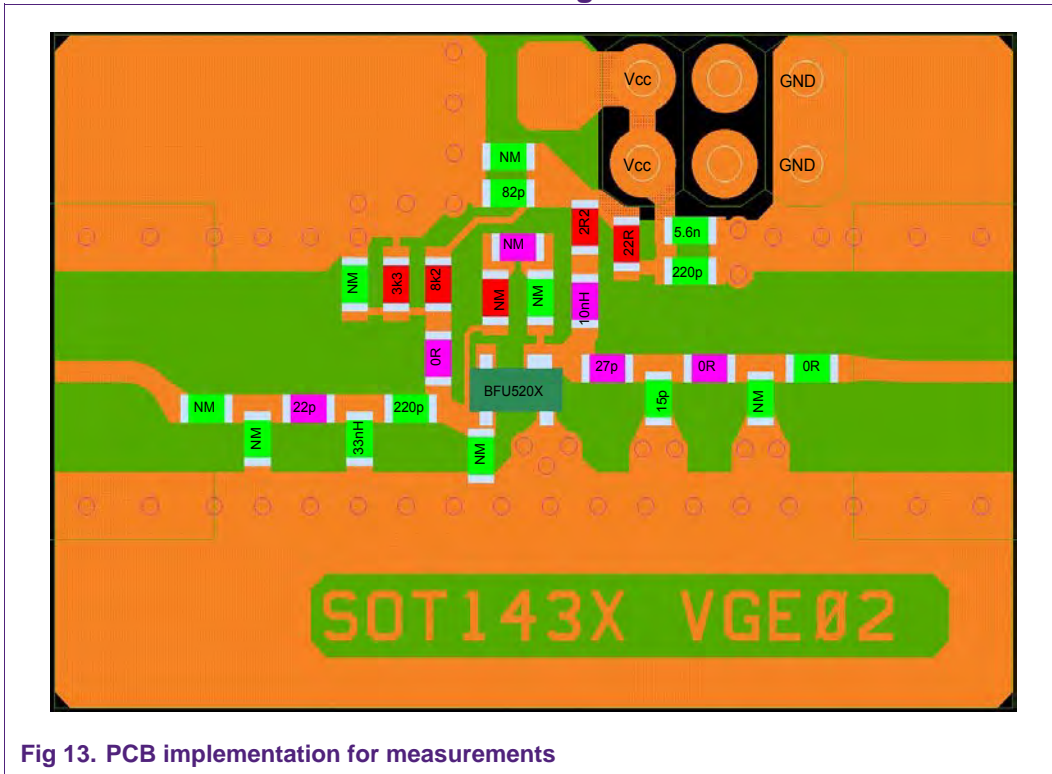 Vcc
GND
NM
Vcc
GND
82p
2R2
22R
5.6n
NM
220p
NM
3k3
8k2
NM
NM
10nH
0R
27p
0R
0R
BFU520X
NM
22p
220p
15p
NM
NM
33nH
NM
SOT143X VGE02
Fig 13. PCB implementation for measurements